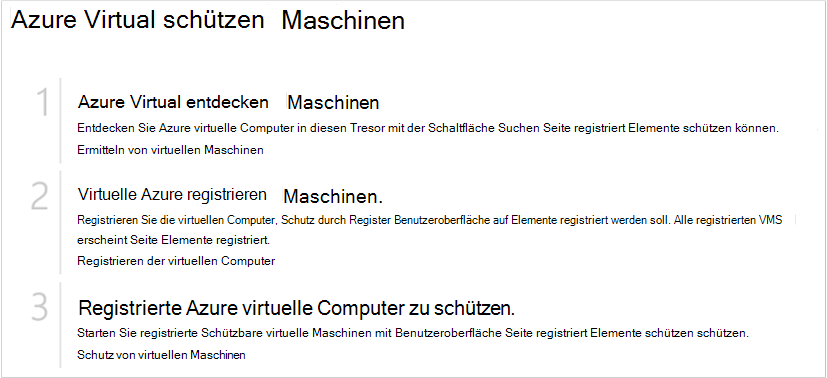 Azure Virtual schützen Maschinen
1
Azure Virtual entdecken Maschinen
Entdecken Sie Azure virtuelle Computer in diesen Tresor mit der Schaltfläche Suchen Seite registriert Elemente schützen können.
Ermitteln von virtuellen Maschinen
2
Virtuelle Azure registrieren Maschinen.
Registrieren Sie die virtuellen Computer, Schutz durch Register Benutzeroberfläche auf Elemente registriert werden soll. Alle registrierten VMS
erscheint Seite Elemente registriert.
Registrieren der virtuellen Computer
3
Registrierte Azure virtuelle Computer zu schützen.
Starten Sie registrierte Schützbare virtuelle Maschinen mit Benutzeroberfläche Seite registriert Elemente schützen schützen.
Schutz von virtuellen Maschinen